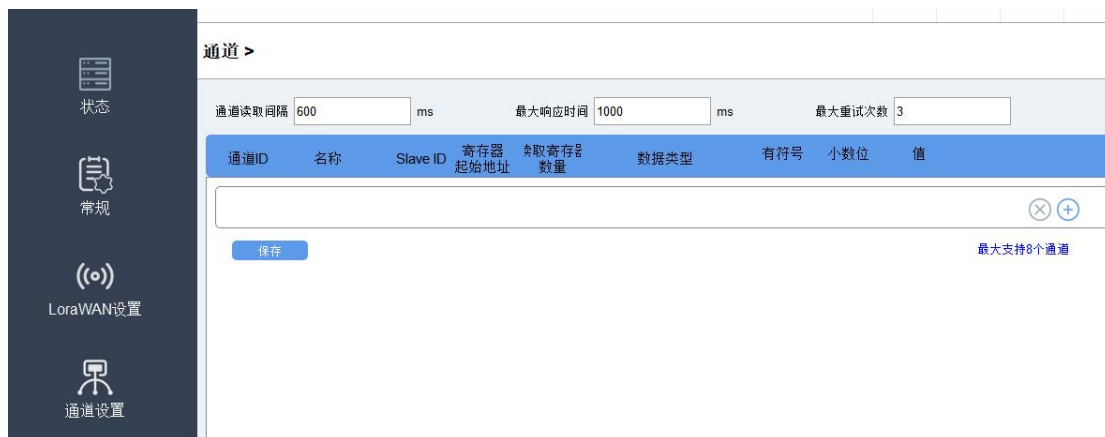 通道 >
状态
常规
LoraWAN设置
通道设置
通道读取间隔 600 ms 最大响应时间 1000 ms 最大重试次数 3
通道ID 名称 Slave ID 寄存器起始地址 读取寄存器数量 数据类型 有符号 小数位 值
保存
最大支持8个通道